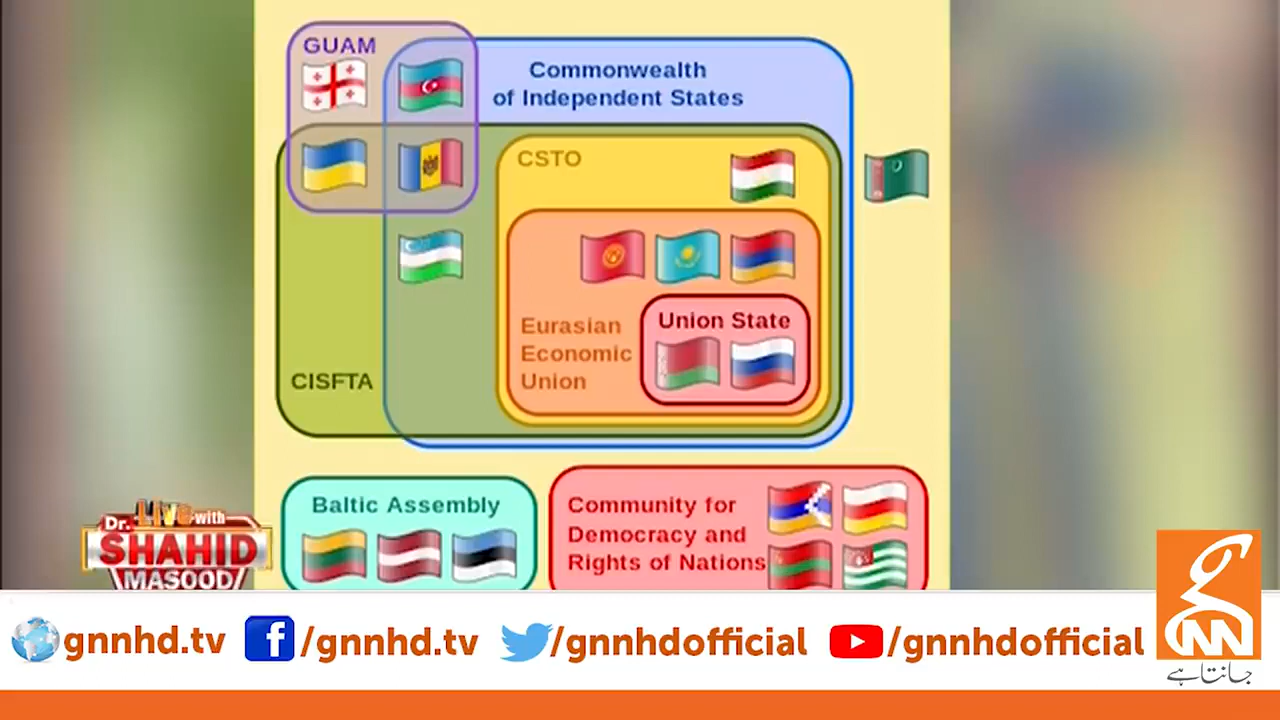 GUAM
Commonwealth
of Independent States
CSTO
Eurasian
Economic
Union
Union State
CISFTA
Baltic Assembly
Community for
Democracy and
Rights of Nations
Dr. LIVE with
SHAHID
MASOOD
gnnhd.tv
/gnnhd.tv
/gnnhdofficial
/gnnhdofficial
GNN
جانتا ہے